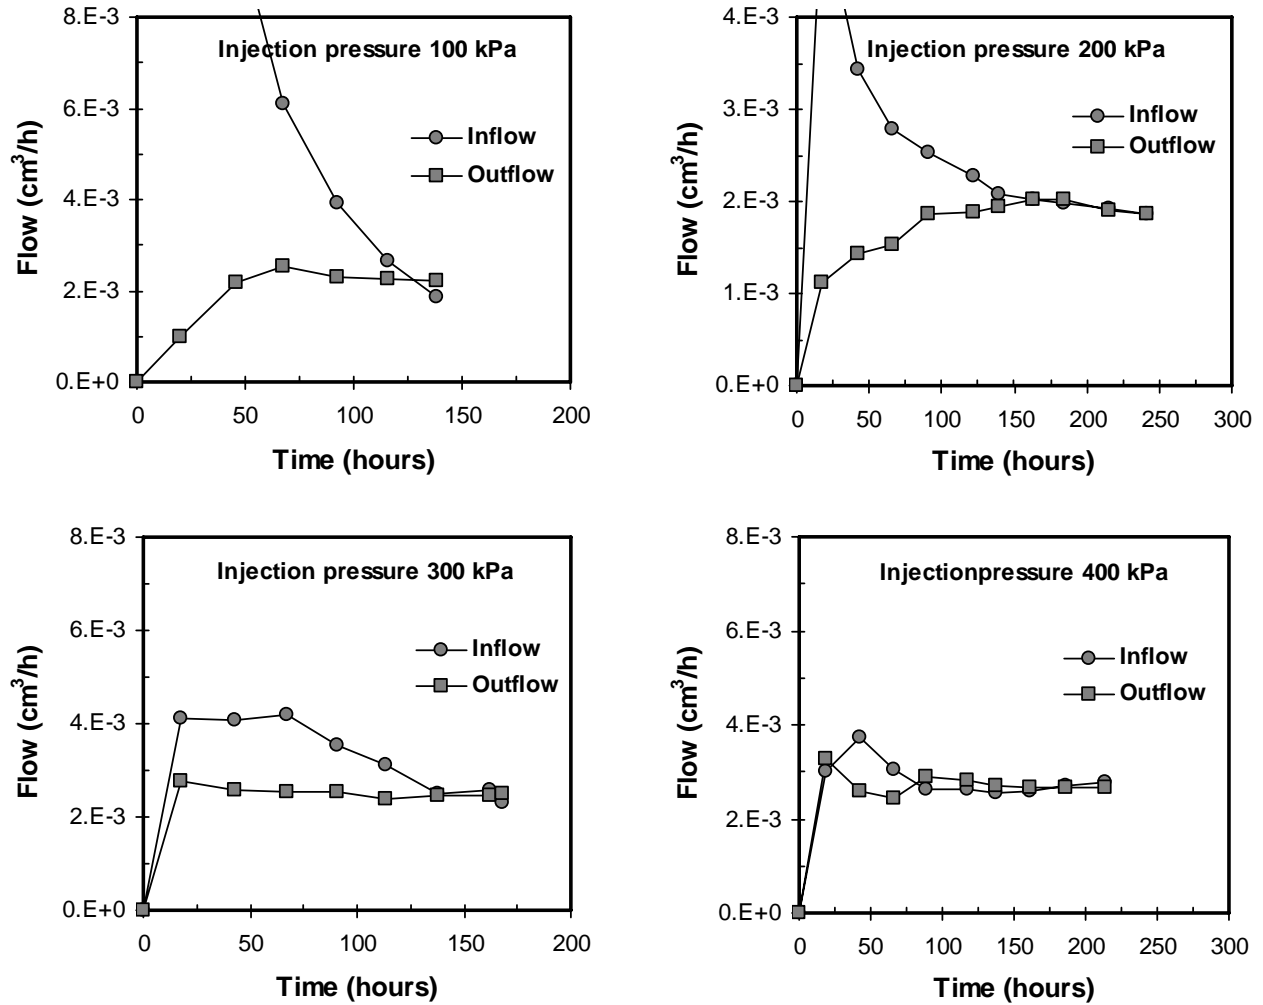 8.E-3
6.E-3
4.E-3
2.E-3
0.E+0
Flow (cm³/h)
Injection pressure 100 kPa
Inflow
Outflow
0 50 100 150 200
Time (hours)
4.E-3
3.E-3
2.E-3
1.E-3
0.E+0
Flow (cm³/h)
Injection pressure 200 kPa
Inflow
Outflow
0 50 100 150 200 250 300
Time (hours)
8.E-3
6.E-3
4.E-3
2.E-3
0.E+0
Flow (cm³/h)
Injection pressure 300 kPa
Inflow
Outflow
0 50 100 150 200
Time (hours)
8.E-3
6.E-3
4.E-3
2.E-3
0.E+0
Flow (cm³/h)
Injectionpressure 400 kPa
Inflow
Outflow
0 50 100 150 200 250 300
Time (hours)